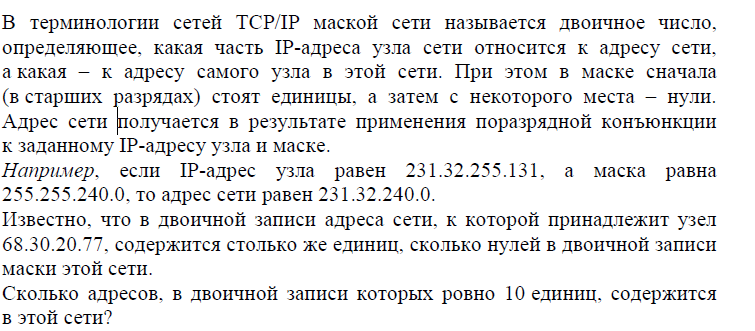 В терминологии сетей TCP/IP маской сети называется двоичное число,
определяющее, какая часть IP-адреса узла сети относится к адресу сети,
а какая – к адресу самого узла в этой сети. При этом в маске сначала
(в старших разрядах) стоят единицы, а затем с некоторого места – нули.
Адрес сети получается в результате применения поразрядной конъюнкции
к заданному IP-адресу узла и маске.
Например, если IP-адрес узла равен 231.32.255.131, а маска равна
255.255.240.0, то адрес сети равен 231.32.240.0.
Известно, что в двоичной записи адреса сети, к которой принадлежит узел
68.30.20.77, содержится столько же единиц, сколько нулей в двоичной записи
маски этой сети.
Сколько адресов, в двоичной записи которых ровно 10 единиц, содержится
в этой сети?